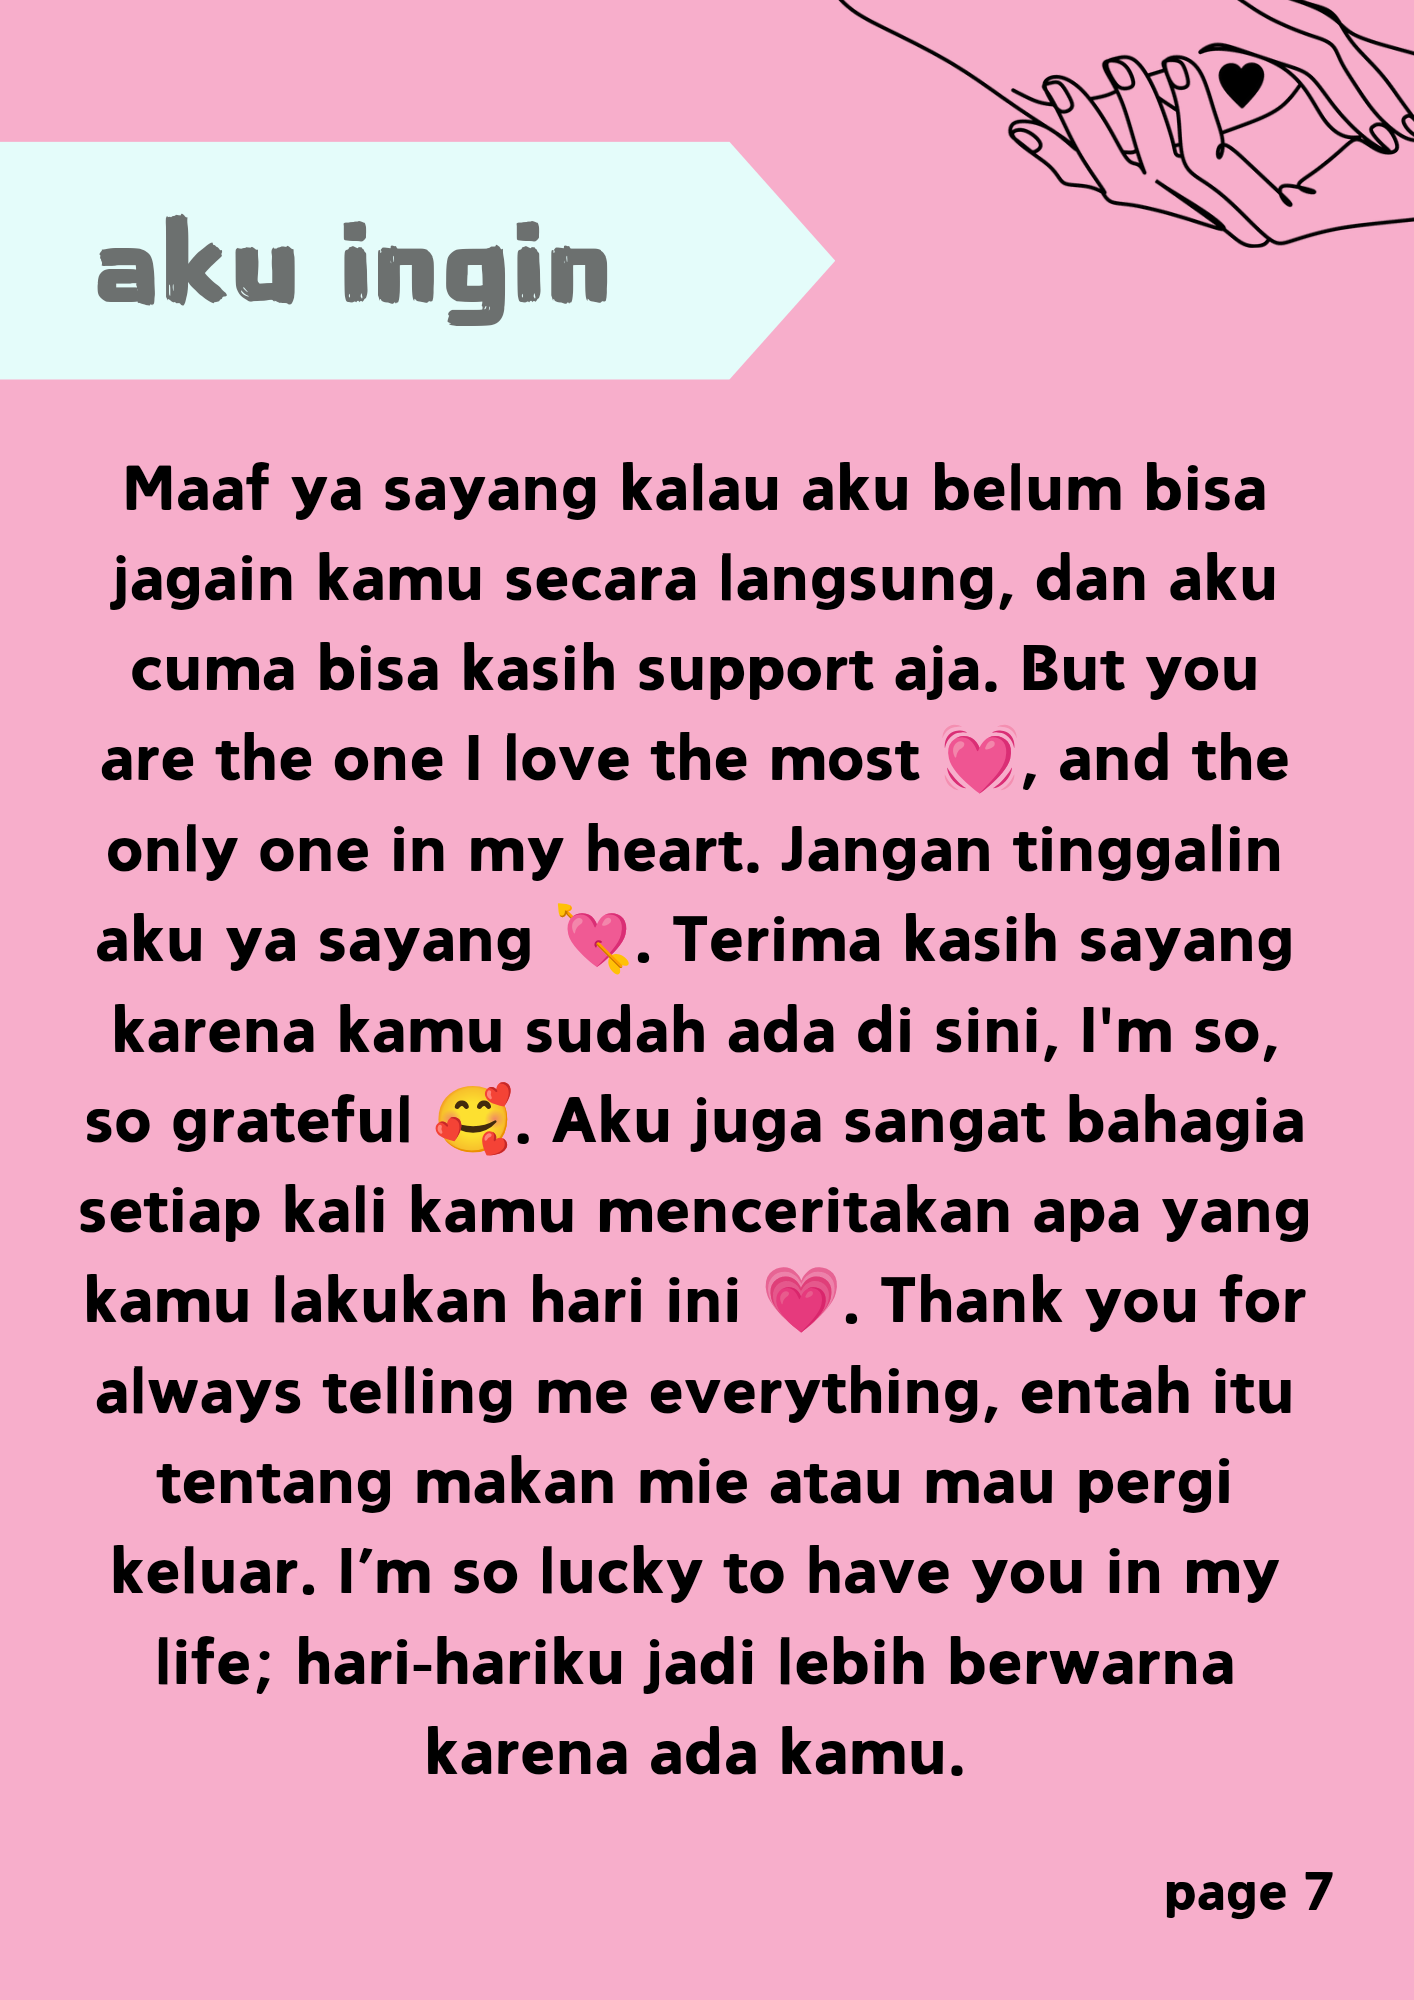 aku ingin
Maaf ya sayang kalau aku belum bisa
jagain kamu secara langsung, dan aku
cuma bisa kasih support aja. But you
are the one I love the most 💓, and the
only one in my heart. Jangan tinggalin
aku ya sayang 💘. Terima kasih sayang
karena kamu sudah ada di sini, I'm so,
so grateful 🥰. Aku juga sangat bahagia
setiap kali kamu menceritakan apa yang
kamu lakukan hari ini 💗. Thank you for
always telling me everything, entah itu
tentang makan mie atau mau pergi
keluar. I’m so lucky to have you in my
life; hari-hariku jadi lebih berwarna
karena ada kamu.
page 7